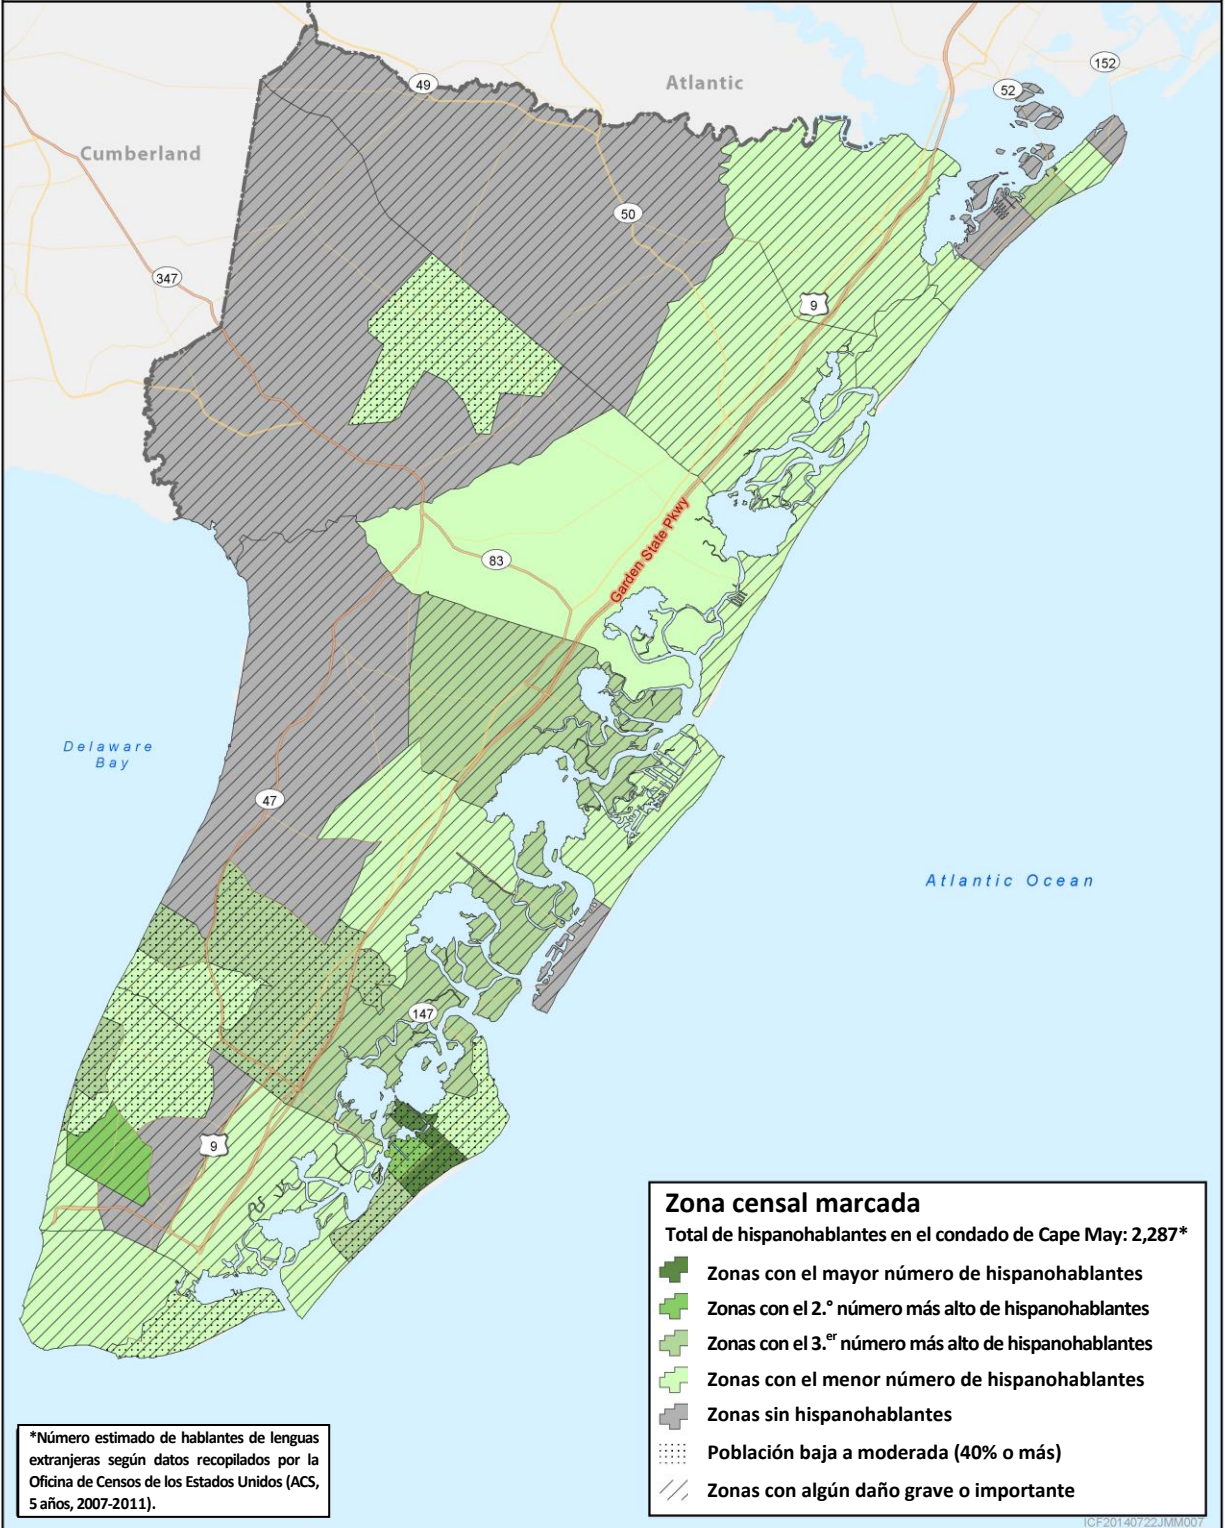 Atlantic
152
49
52
Cumberland
50
347
9
Garden State Pkwy
83
Delaware
Bay
47
Atlantic Ocean
147
9
Zona censal marcada
Total de hispanohablantes en el condado de Cape May: 2,287*
Zonas con el mayor número de hispanohablantes
Zonas con el 2.° número más alto de hispanohablantes
Zonas con el 3.er número más alto de hispanohablantes
Zonas con el menor número de hispanohablantes
Zonas sin hispanohablantes
Población baja a moderada (40% o más)
Zonas con algún daño grave o importante
*Número estimado de hablantes de lenguas
extranjeras según datos recopilados por la
Oficina de Censos de los Estados Unidos (ACS,
5 años, 2007-2011).
ICF20140722JMM007